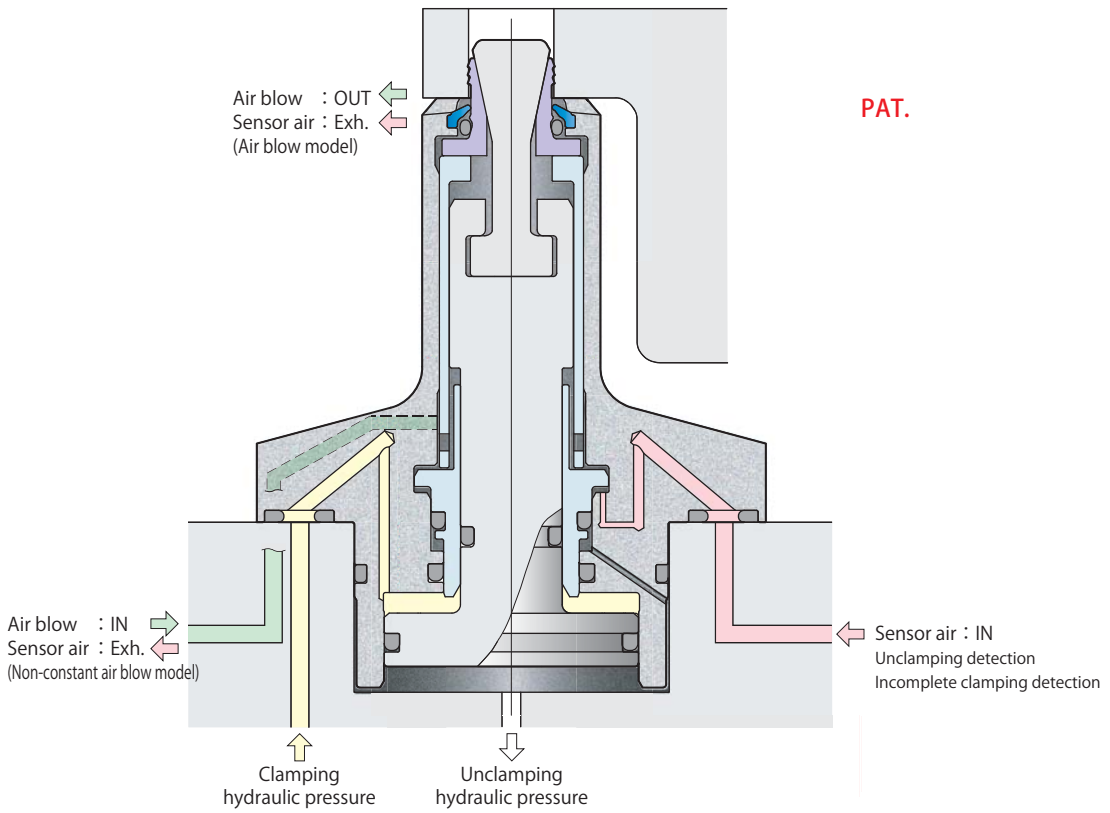 Air blow : OUT
Sensor air : Exh.
(Air blow model)
PAT.
Air blow : IN
Sensor air : Exh.
(Non-constant air blow model)
Sensor air : IN
Unclamping detection
Incomplete clamping detection
Clamping
hydraulic pressure
Unclamping
hydraulic pressure